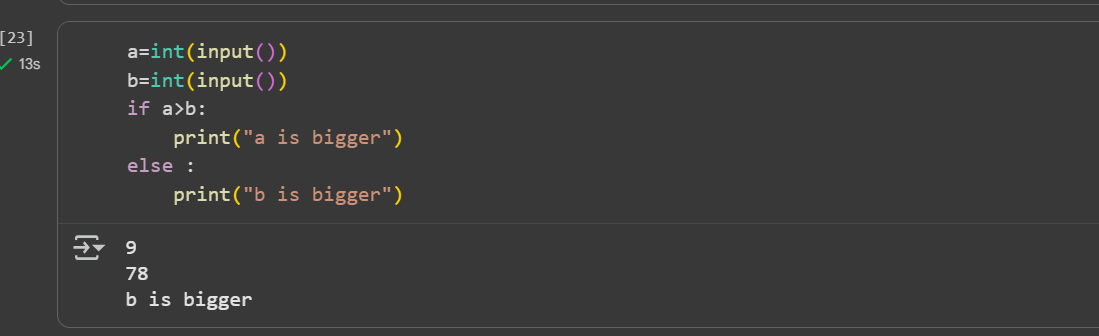 [23]
13s
a=int(input())
b=int(input())
if a>b:
    print("a is bigger")
else :
    print("b is bigger")
9
78
b is bigger